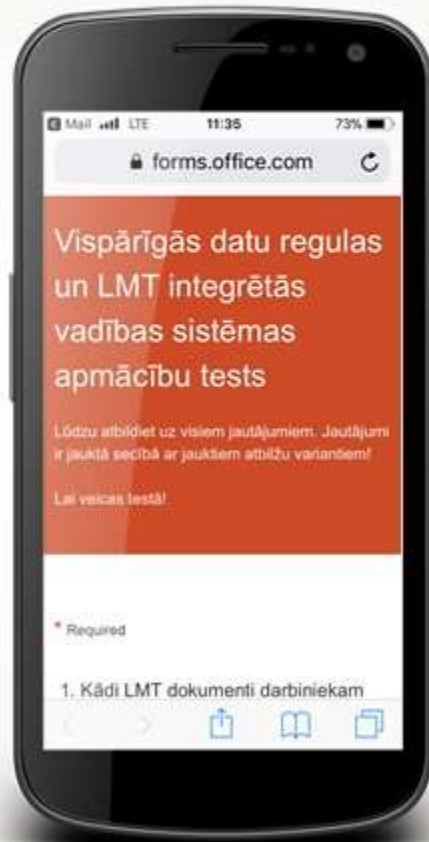 Mail LTE 11:35 73%
forms.office.com
Vispārīgās datu regulas
un LMT integrētās
vadības sistēmas
apmācību tests
Lūdzu atbildiet uz visiem jautājumiem. Jautājumi
ir jauktā secībā ar jauktiem atbilžu variantiem!
Lai veicas testā!
* Required
1. Kādi LMT dokumenti darbiniekam